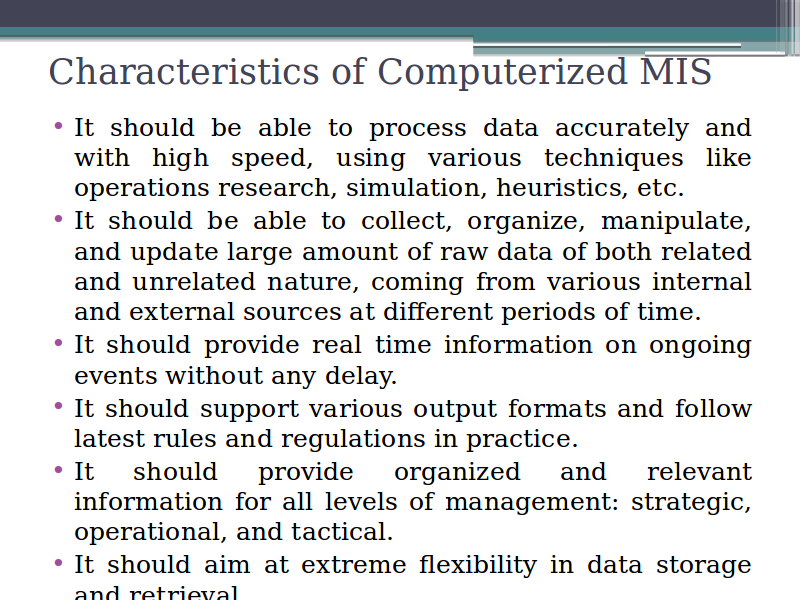 Characteristics of Computerized MIS
• It should be able to process data accurately and
with high speed, using various techniques like
operations research, simulation, heuristics, etc.
• It should be able to collect, organize, manipulate,
and update large amount of raw data of both related
and unrelated nature, coming from various internal
and external sources at different periods of time.
• It should provide real time information on ongoing
events without any delay.
• It should support various output formats and follow
latest rules and regulations in practice.
• It should provide organized and relevant
information for all levels of management: strategic,
operational, and tactical.
• It should aim at extreme flexibility in data storage
and retrieval.